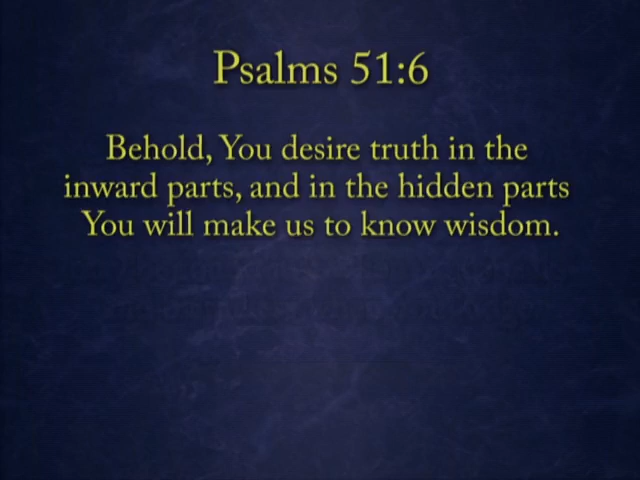 Psalms 51:6
Behold, You desire truth in the
inward parts, and in the hidden parts
You will make us to know wisdom.